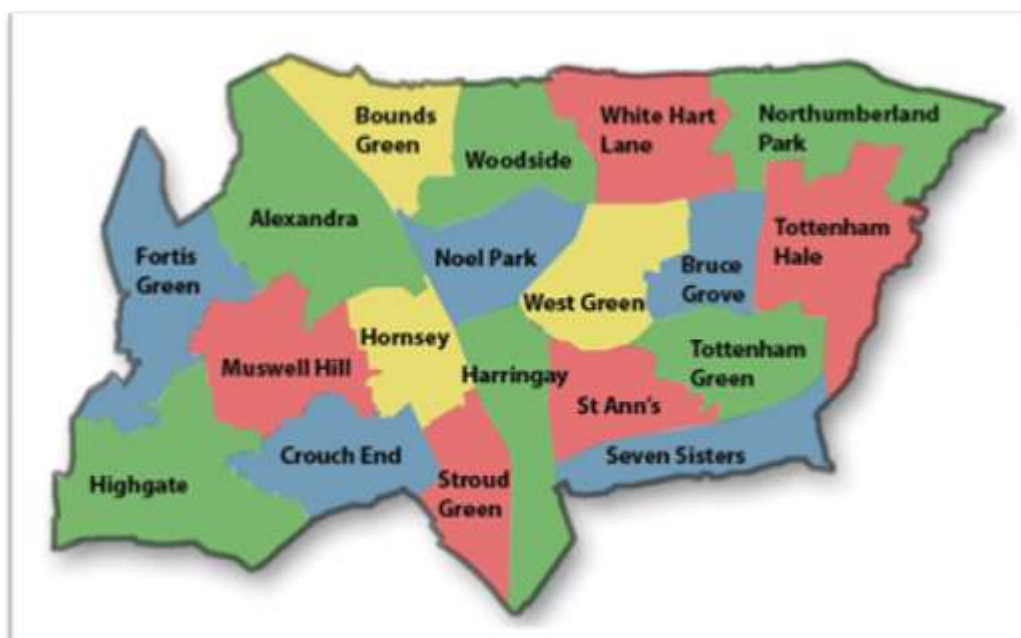 Bounds
Green
White Hart
Lane
Northumberland
Park
Woodside
Alexandra
Tottenham
Hale
Fortis
Green
Noel Park
Bruce
Grove
West Green
Hornsey
Muswell Hill
Harringay
Tottenham
Green
St Ann's
Crouch End
Seven Sisters
Highgate
Stroud
Green